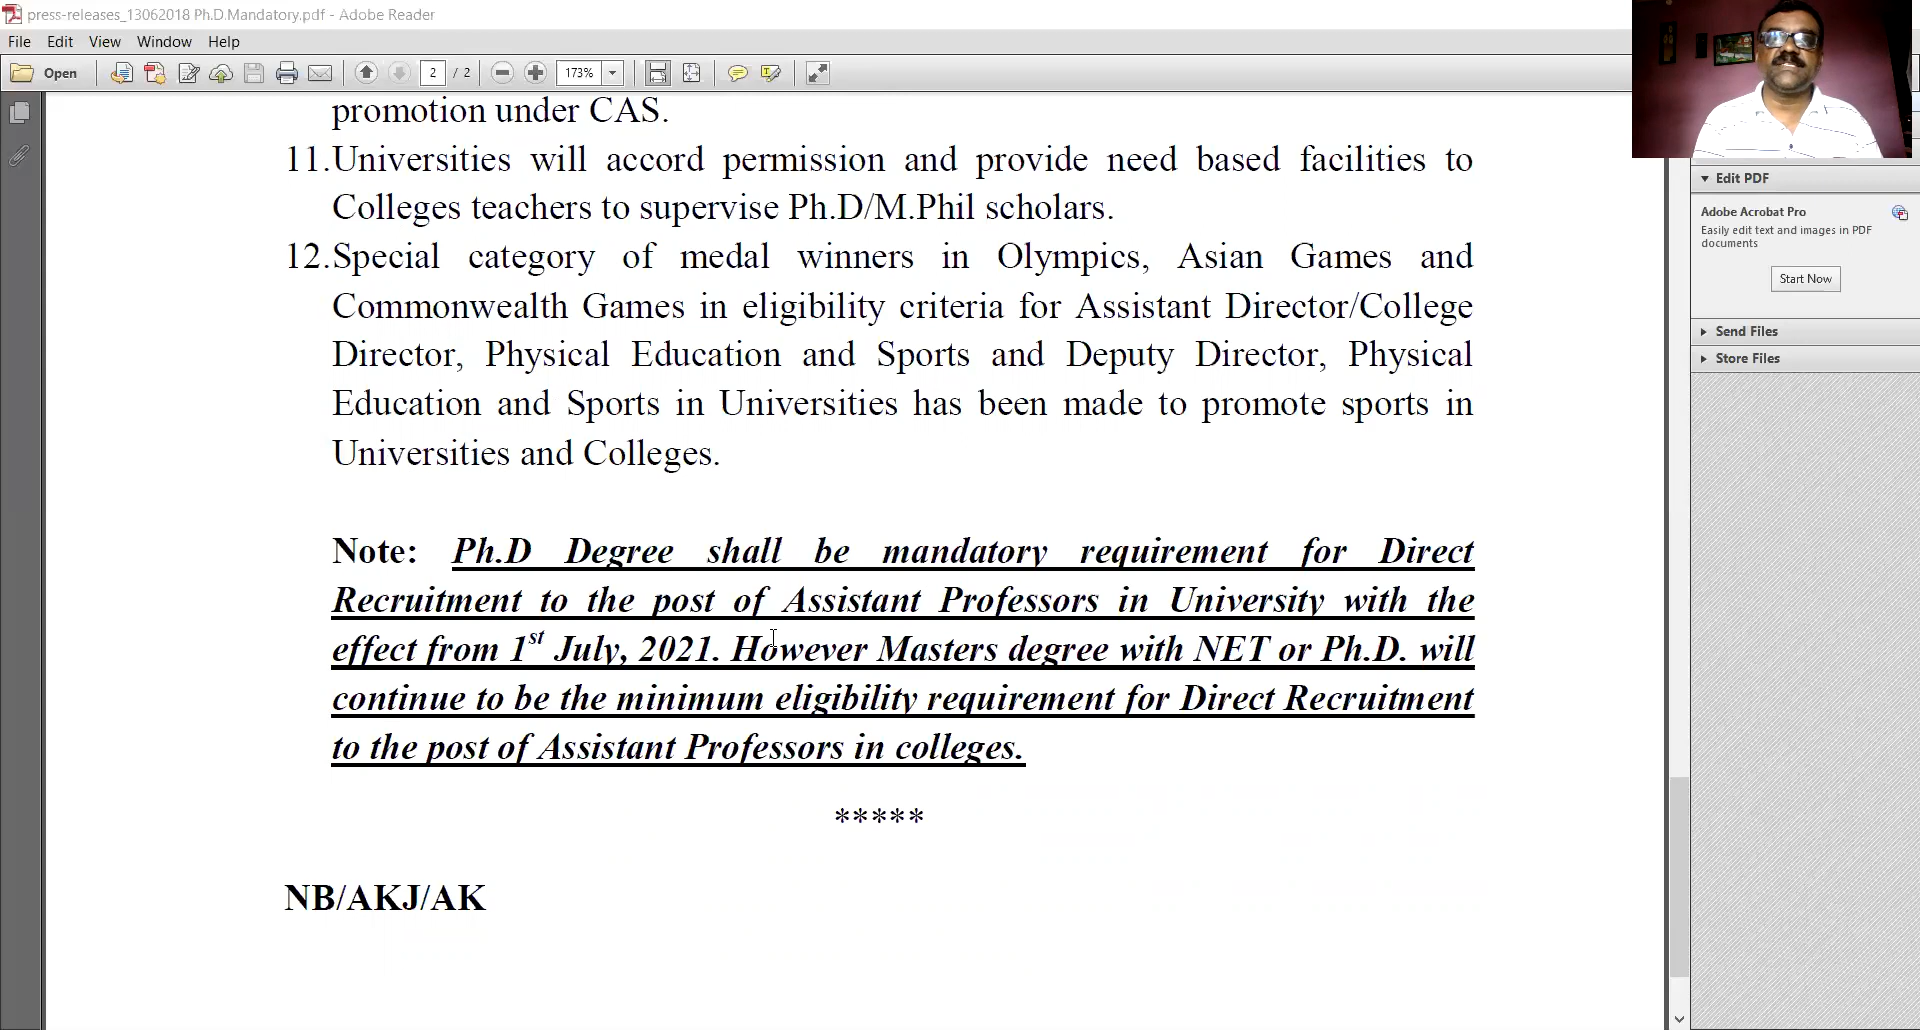 press-releases_13062018 Ph.D.Mandatory.pdf - Adobe Reader
File Edit View Window Help
Open 2 / 2 173%
promotion under CAS.
11.Universities will accord permission and provide need based facilities to
Colleges teachers to supervise Ph.D/M.Phil scholars.
12.Special category of medal winners in Olympics, Asian Games and
Commonwealth Games in eligibility criteria for Assistant Director/College
Director, Physical Education and Sports and Deputy Director, Physical
Education and Sports in Universities has been made to promote sports in
Universities and Colleges.
Note: Ph.D Degree shall be mandatory requirement for Direct
Recruitment to the post of Assistant Professors in University with the
effect from 1st July, 2021. However Masters degree with NET or Ph.D. will
continue to be the minimum eligibility requirement for Direct Recruitment
to the post of Assistant Professors in colleges.
*****
NB/AKJ/AK
Edit PDF
Adobe Acrobat Pro
Easily edit text and images in PDF
documents
Start Now
Send Files
Store Files